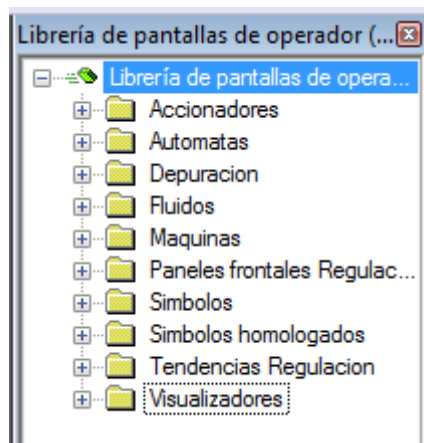 Librería de pantallas de operador (...
Librería de pantallas de opera...
Accionadores
Automatas
Depuracion
Fluidos
Maquinas
Paneles frontales Regulac...
Simbolos
Simbolos homologados
Tendencias Regulacion
Visualizadores